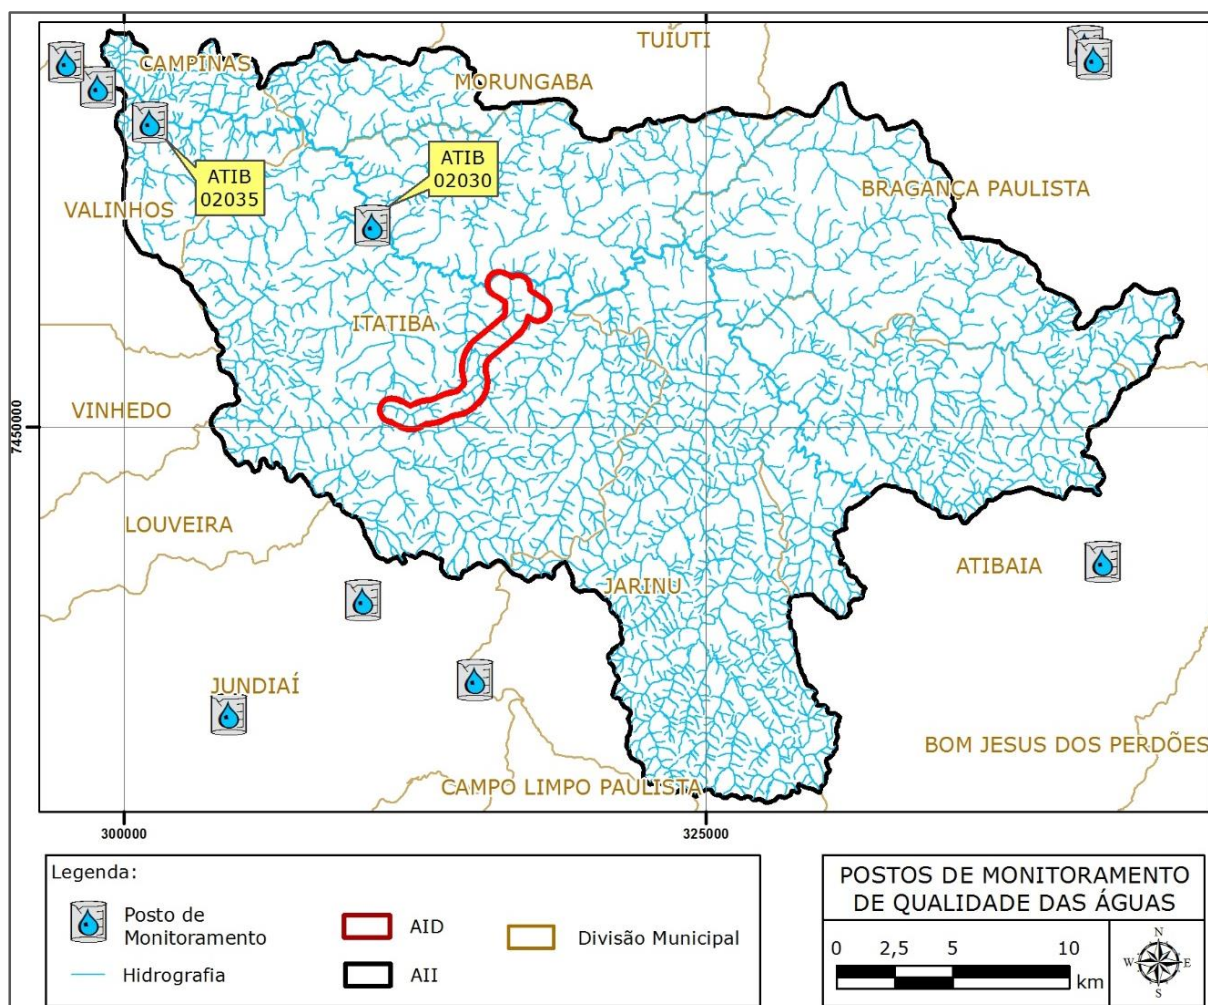 TUIUTI
CAMPINAS
MORUNGABA
ATIB
02030
ATIB
02035
BRAGANÇA PAULISTA
VALINHOS
ITATIBA
VINHEDO
7450000
LOUVEIRA
ATIBAIA
JARINU
JUNDIAÍ
BOM JESUS DOS PERDÕES
CAMPO LIMPO PAULISTA
300000
325000
Legenda:
Posto de
Monitoramento
Hidrografia
AID
AII
Divisão Municipal
POSTOS DE MONITORAMENTO
DE QUALIDADE DAS ÁGUAS
0 2,5 5 10
km
N
W E
S